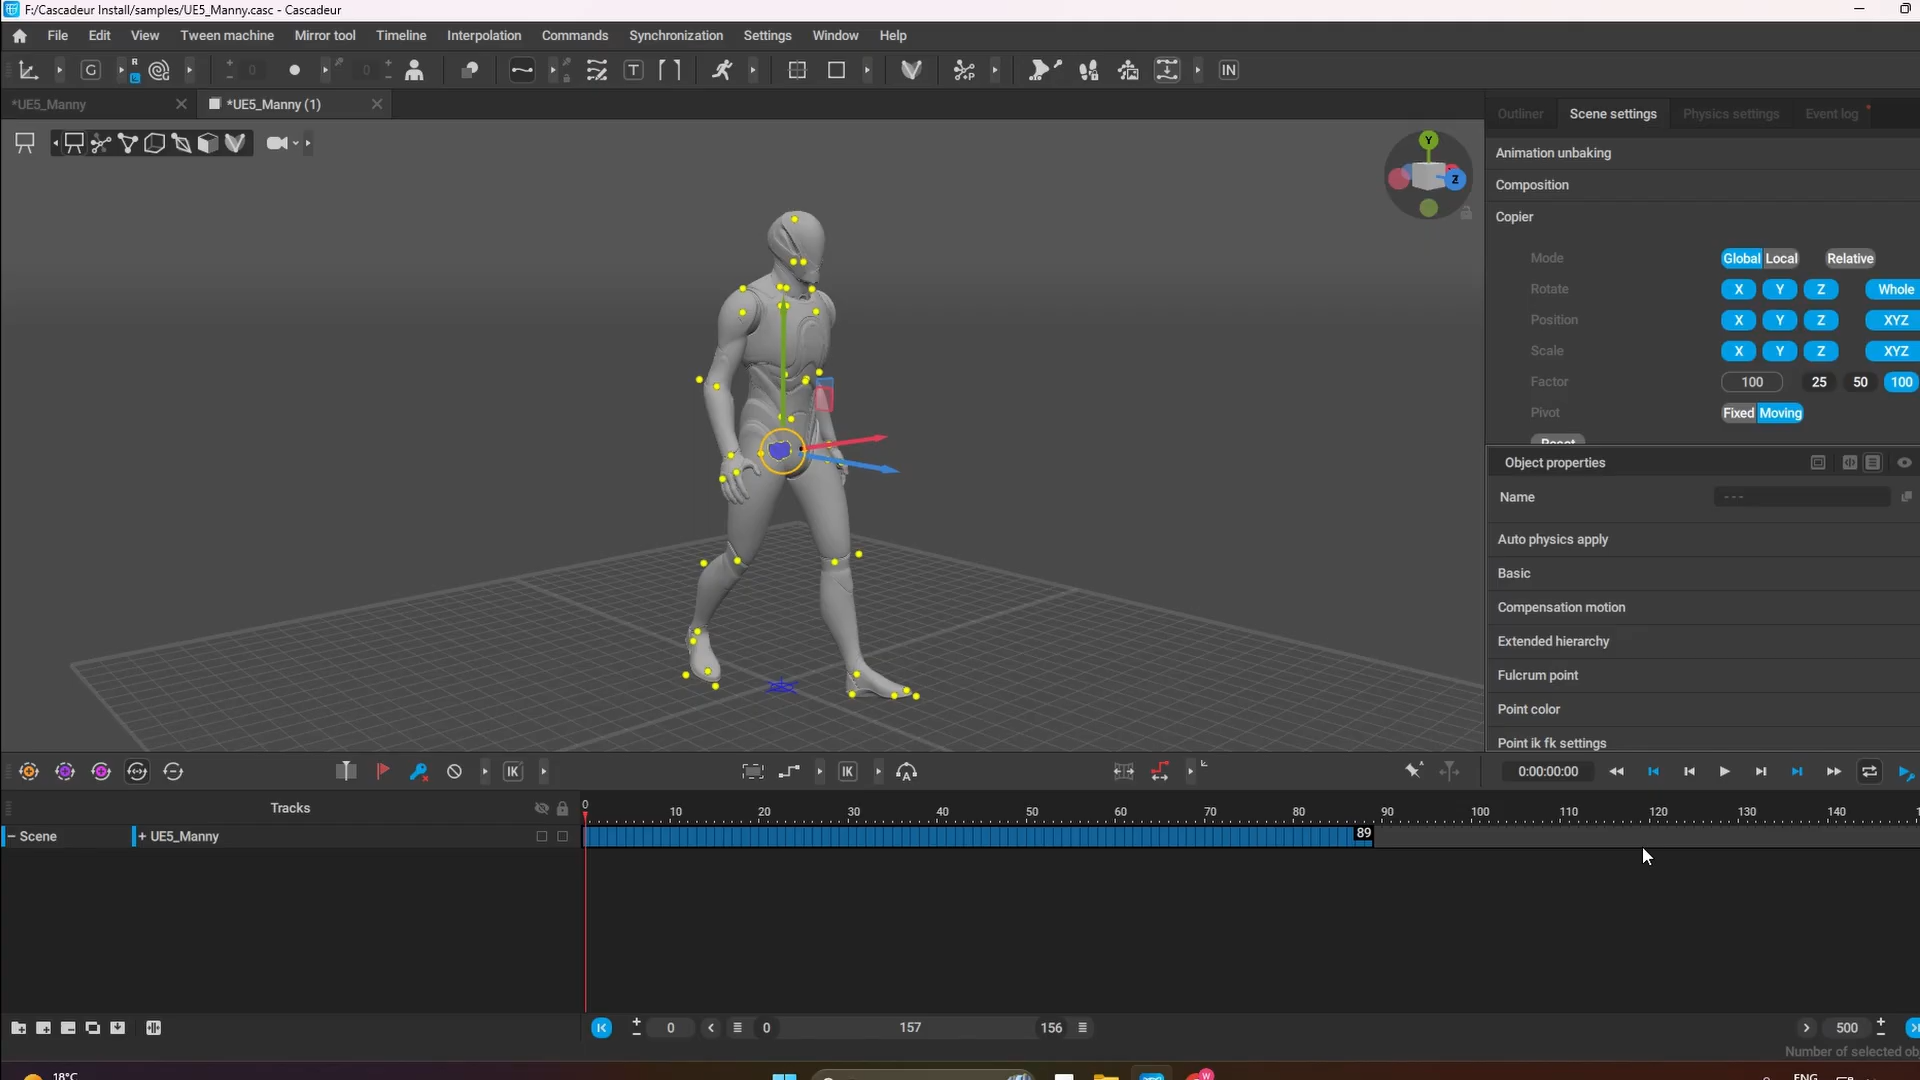 F:/Cascadeur Install/samples/UE5_Manny.casc - Cascadeur
File Edit View Tween machine Mirror tool Timeline Interpolation Commands Synchronization Settings Window Help
G R L 0 0 T P IN
*UE5_Manny *UE5_Manny (1)
Outliner Scene settings Physics settings Event log
Y
Z
Animation unbaking
Composition
Copier
Mode Global Local Relative
Rotate X Y Z Whole
Position X Y Z XYZ
Scale X Y Z XYZ
Factor 100 25 50 100
Pivot Fixed Moving
Reset
Object properties
Name ---
Auto physics apply
Basic
Compensation motion
Extended hierarchy
Fulcrum point
Point color
Point ik fk settings
IK IK A 0:00:00:00
Tracks 0 10 20 30 40 50 60 70 80 90 100 110 120 130 140
− Scene + UE5_Manny 89
0 0 157 156 500
Number of selected ob
18°C W ENG